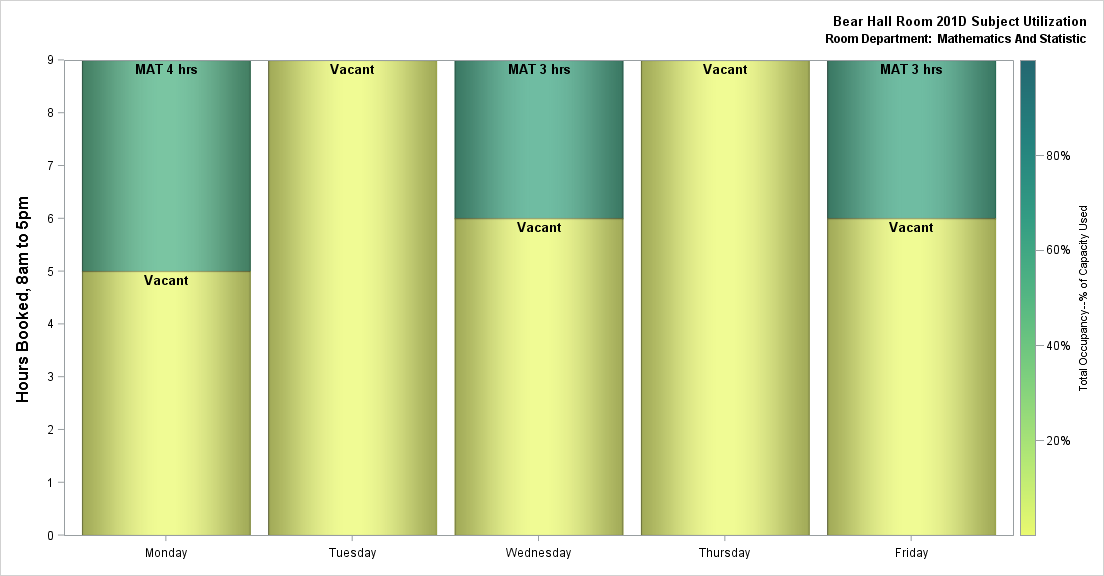 Bear Hall Room 201D Subject Utilization
Room Department: Mathematics And Statistic
Hours Booked, 8am to 5pm
9
8
7
6
5
4
3
2
1
0
MAT 4 hrs
Vacant
Vacant
MAT 3 hrs
Vacant
Vacant
MAT 3 hrs
Vacant
Monday
Tuesday
Wednesday
Thursday
Friday
80%
60%
40%
20%
Total Occupancy--% of Capacity Used